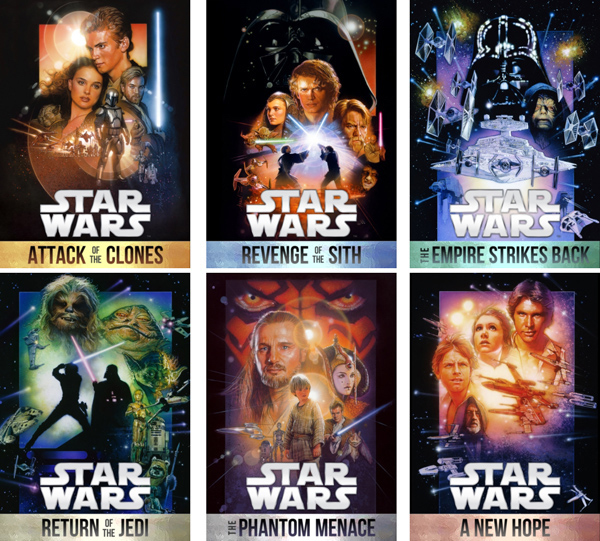 STAR
WARS
ATTACK OF THE CLONES
STAR
WARS
REVENGE OF THE SITH
STAR
WARS
THE EMPIRE STRIKES BACK
STAR
WARS
RETURN OF THE JEDI
STAR
WARS
THE PHANTOM MENACE
STAR
WARS
A NEW HOPE